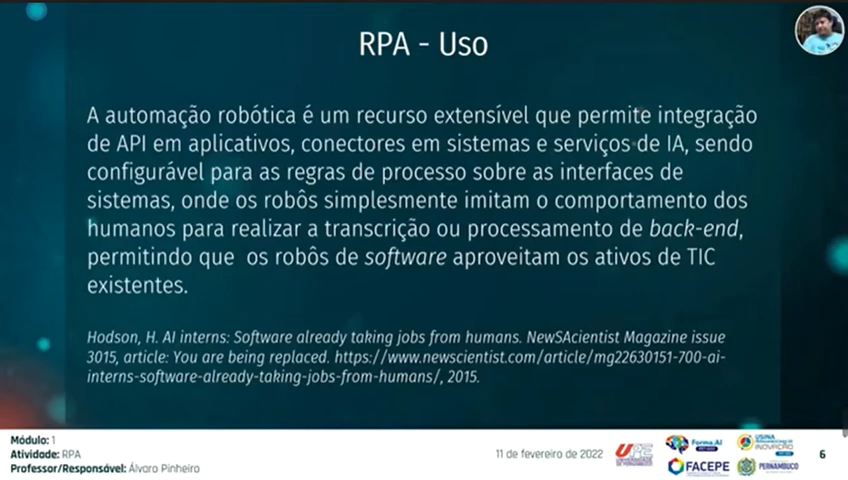 RPA - Uso
A automação robótica é um recurso extensível que permite integração
de API em aplicativos, conectores em sistemas e serviços de IA, sendo
configurável para as regras de processo sobre as interfaces de
sistemas, onde os robôs simplesmente imitam o comportamento dos
humanos para realizar a transcrição ou processamento de back-end,
permitindo que os robôs de software aproveitam os ativos de TIC
existentes.
Hodson, H. AI interns: Software already taking jobs from humans. NewSAcientist Magazine issue
3015, article: You are being replaced. https://www.newscientist.com/article/mg22630151-700-ai-
interns-software-already-taking-jobs-from-humans/, 2015.
Módulo: 1
Atividade: RPA
Professor/Responsável: Álvaro Pinheiro
11 de fevereiro de 2022
UPE
Forma.AI
USINA
INOVAÇÃO
FACEPE
PERNAMBUCO
6